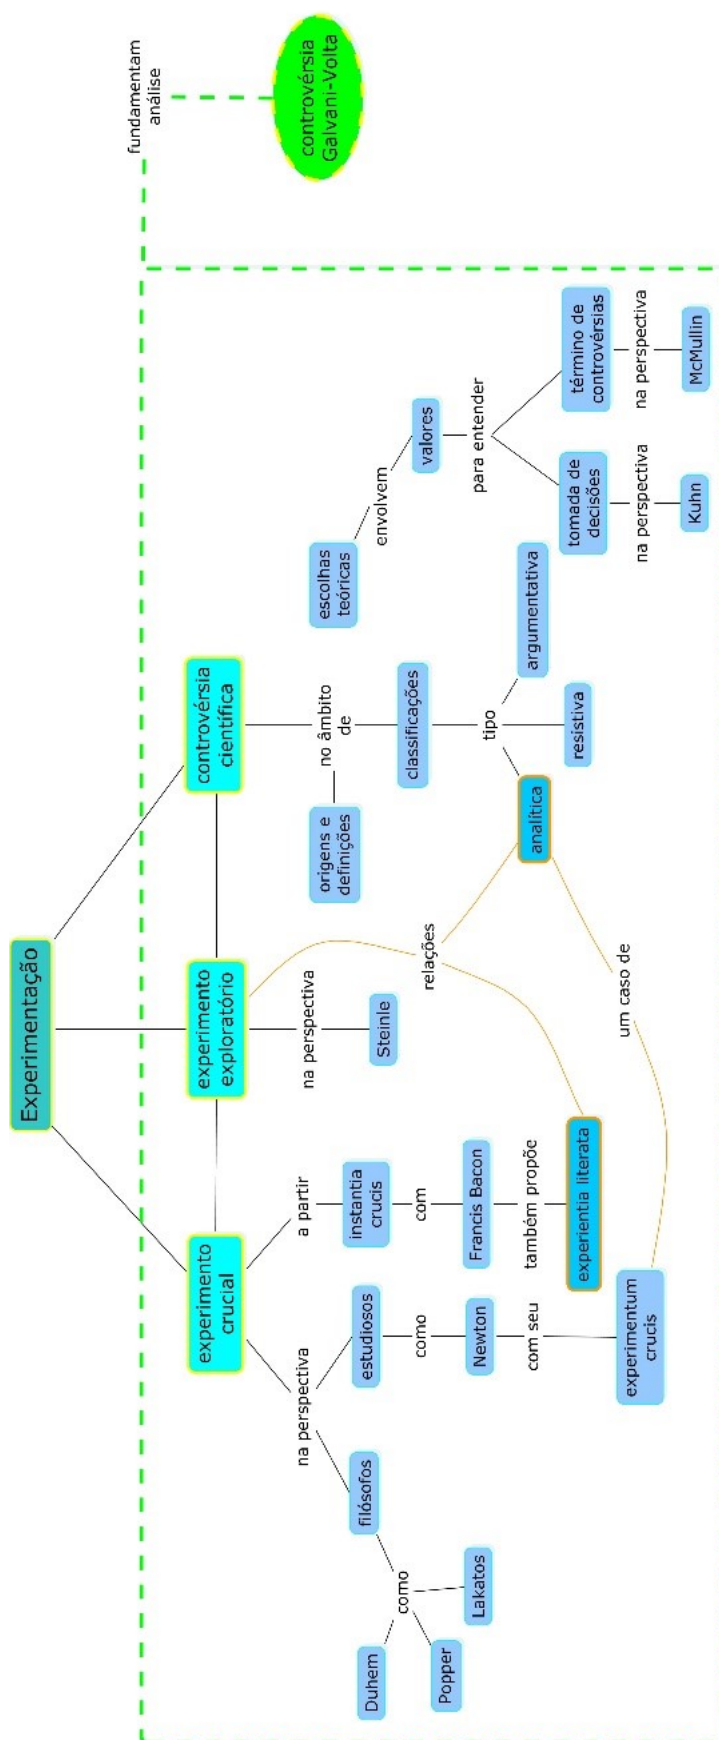 Experimentação
fundamentam
análise
experimento
crucial
experimento
exploratório
controvérsia
científica
controvérsia
Galvani-Volta
na perspectiva
a partir
na perspectiva
no âmbito
de
origens e
definições
escolhas
teóricas
envolvem
filósofos
estudiosos
instantia
crucis
Steinle
classificações
valores
Duhem
como
como
com
relações
para entender
Popper
Lakatos
Newton
Francis Bacon
tipo
com seu
também propõe
analítica
resistiva
argumentativa
tomada de
decisões
término de
controvérsias
experientia literata
um caso de
na perspectiva
na perspectiva
experimentum
crucis
Kuhn
McMullin